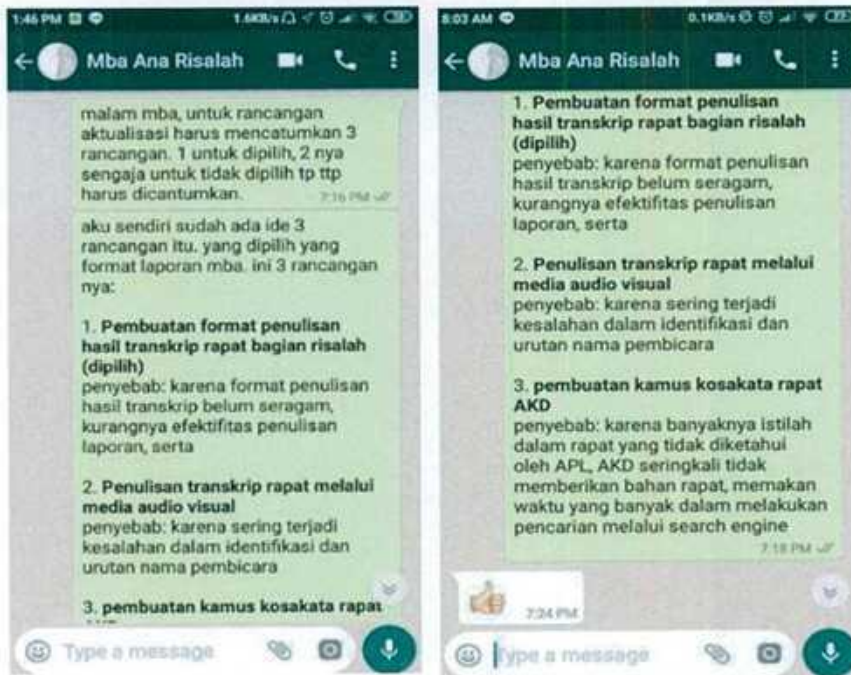 1:46 PM
1.6KB/s
Mba Ana Risalah
malam mba, untuk rancangan
aktualisasi harus mencatumkan 3
rancangan. 1 untuk dipilih, 2 nya
sengaja untuk tidak dipilih tp ttp
harus dicantumkan.
7:16 PM
aku sendiri sudah ada ide 3
rancangan itu. yang dipilih yang
format laporan mba. ini 3 rancangan
nya:
1. Pembuatan format penulisan
hasil transkrip rapat bagian risalah
(dipilih)
penyebab: karena format penulisan
hasil transkrip belum seragam,
kurangnya efektifitas penulisan
laporan, serta
2. Penulisan transkrip rapat melalui
media audio visual
penyebab: karena sering terjadi
kesalahan dalam identifikasi dan
urutan nama pembicara
3. pembuatan kamus kosakata rapat
Type a message
8:03 AM
0.1KB/s
Mba Ana Risalah
1. Pembuatan format penulisan
hasil transkrip rapat bagian risalah
(dipilih)
penyebab: karena format penulisan
hasil transkrip belum seragam,
kurangnya efektifitas penulisan
laporan, serta
2. Penulisan transkrip rapat melalui
media audio visual
penyebab: karena sering terjadi
kesalahan dalam identifikasi dan
urutan nama pembicara
3. pembuatan kamus kosakata rapat
AKD
penyebab: karena banyaknya istilah
dalam rapat yang tidak diketahui
oleh APL, AKD seringkali tidak
memberikan bahan rapat, memakan
waktu yang banyak dalam melakukan
pencarian melalui search engine
7:18 PM
7:24 PM
Type a message